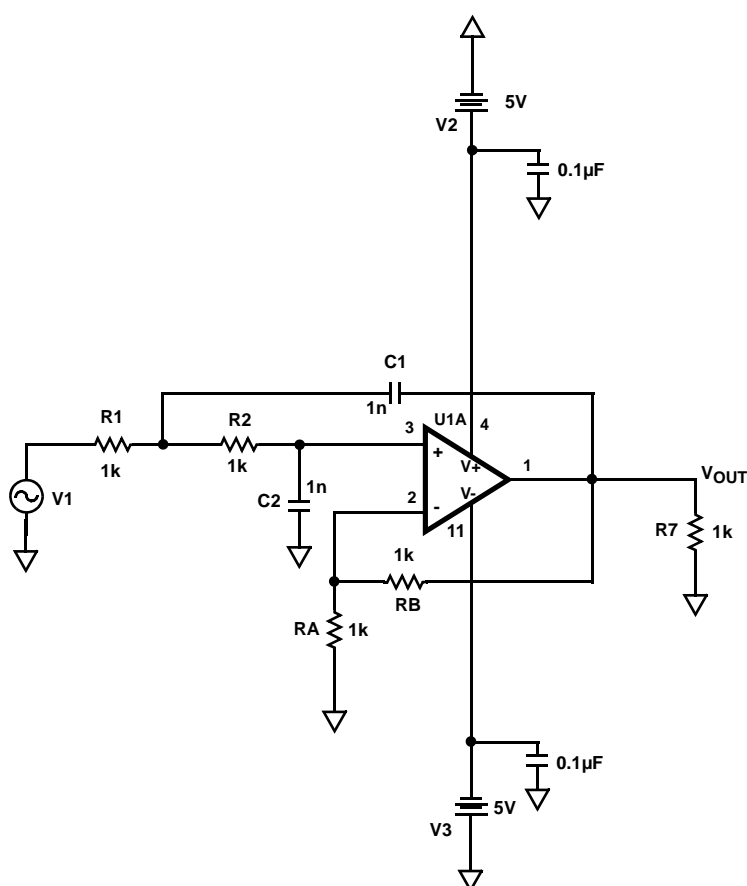 5V
V2
0.1µF
C1
1n
R1
1k
R2
1k
3
U1A
4
+
V+
1
V-
2
-
11
1n
C2
V1
VOUT
R7
1k
1k
RB
RA
1k
0.1µF
5V
V3